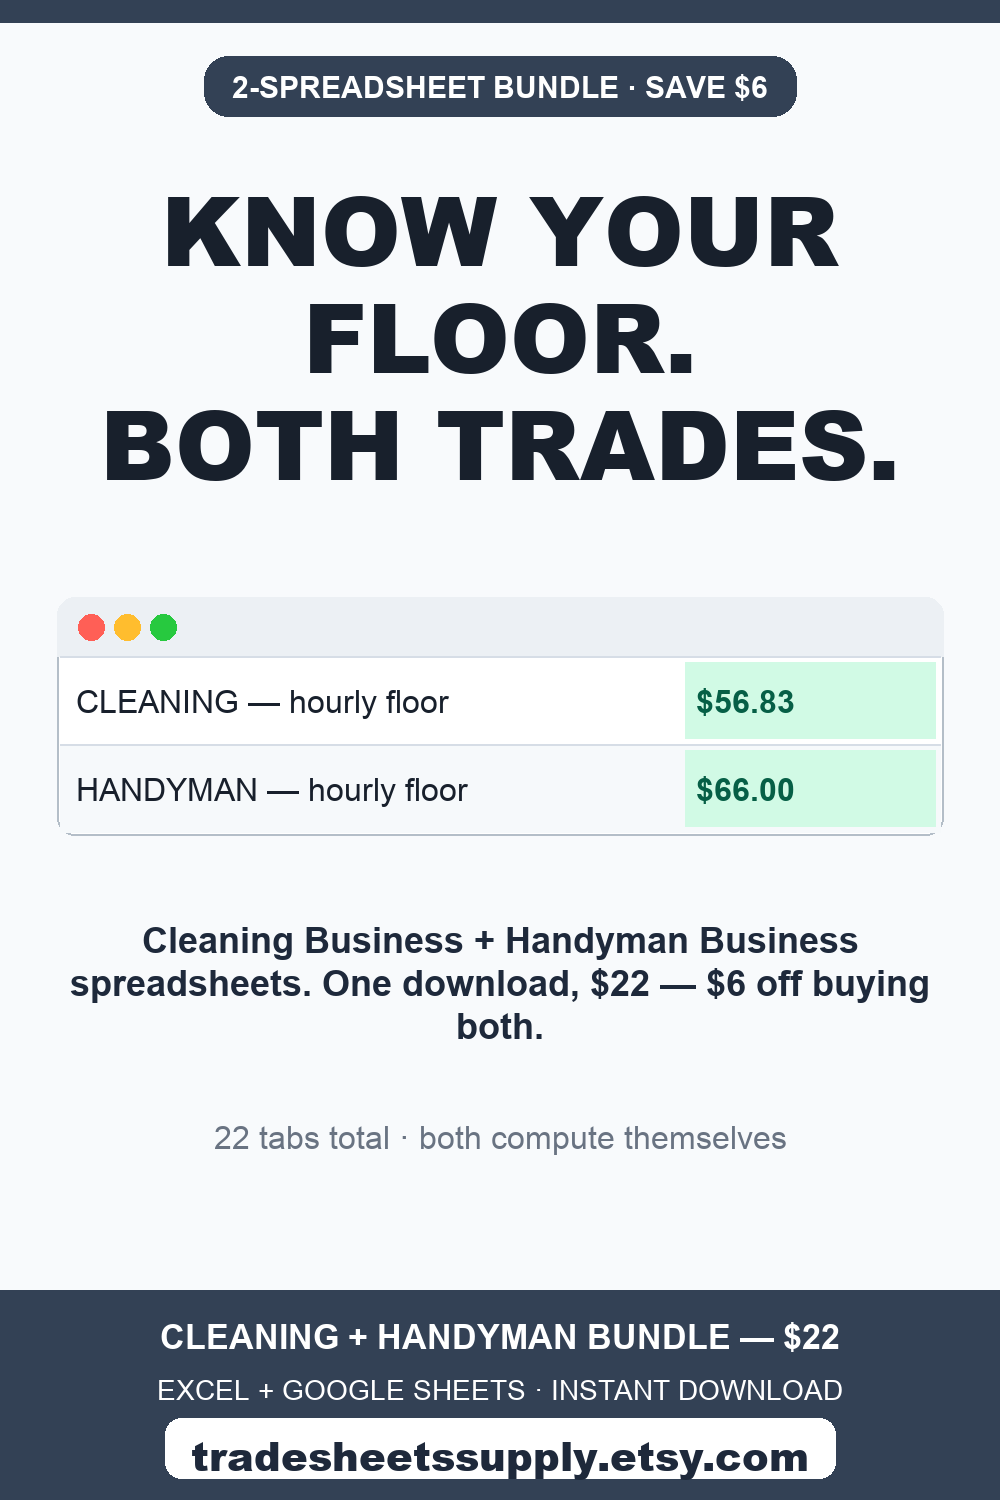 2-SPREADSHEET BUNDLE · SAVE $6
KNOW YOUR
FLOOR.
BOTH TRADES.
CLEANING — hourly floor
$56.83
HANDYMAN — hourly floor
$66.00
Cleaning Business + Handyman Business
spreadsheets. One download, $22 — $6 off buying
both.
22 tabs total · both compute themselves
CLEANING + HANDYMAN BUNDLE — $22
EXCEL + GOOGLE SHEETS · INSTANT DOWNLOAD
tradesheetssupply.etsy.com